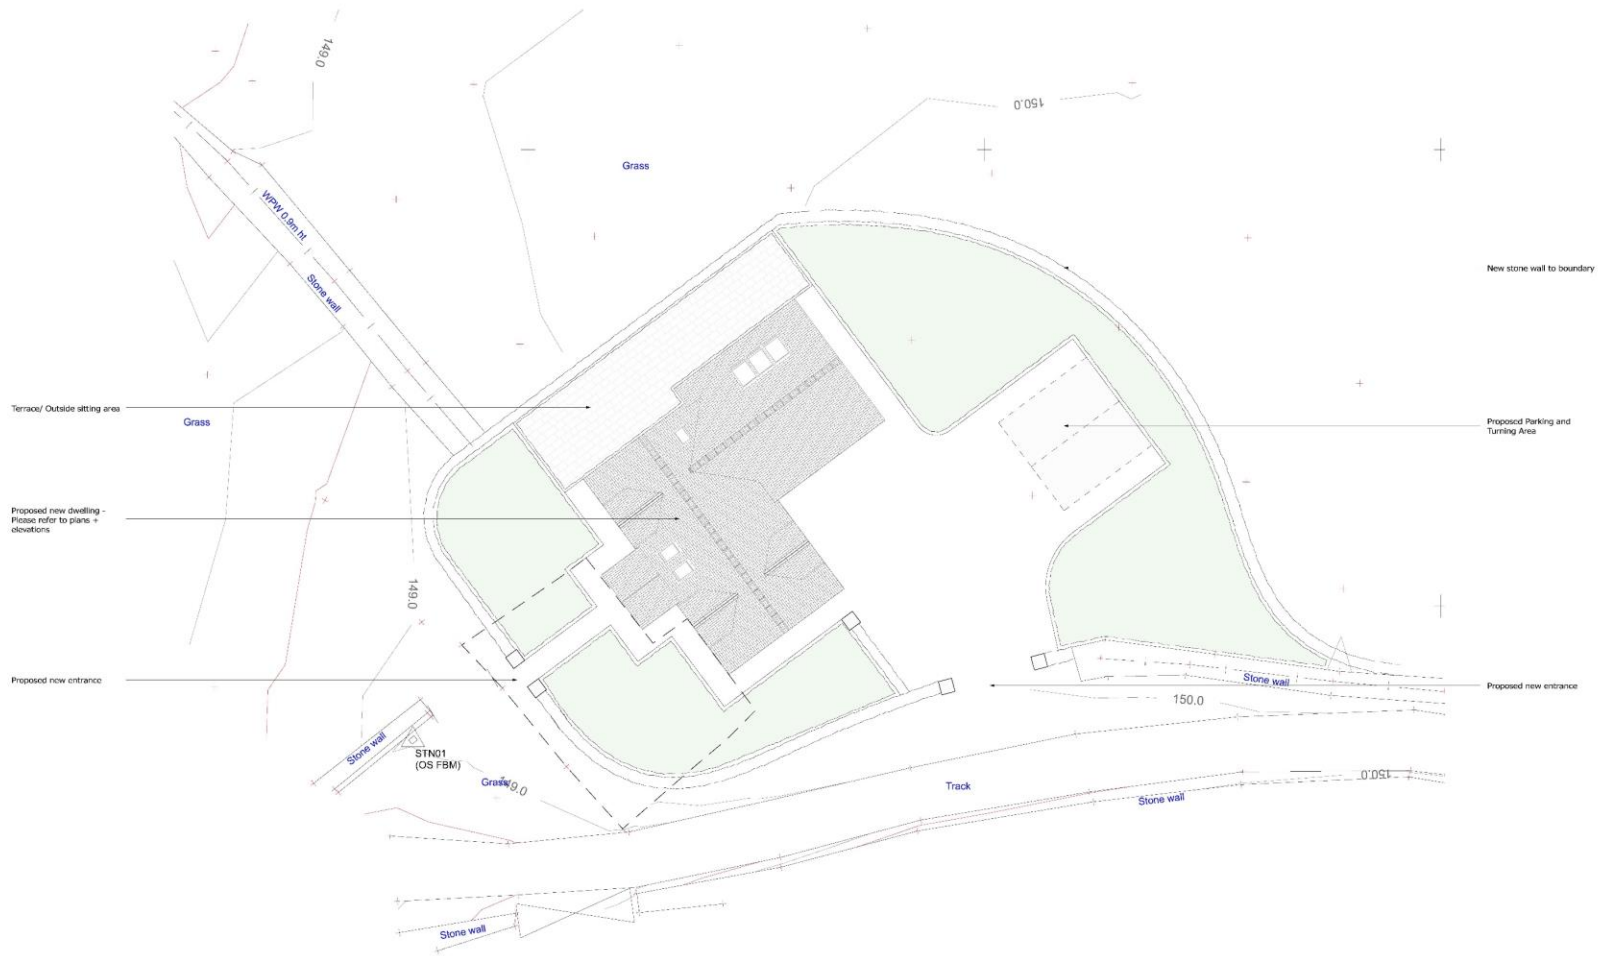 149.0
150.0
Grass
WPW 0.9m ht
Stone wall
New stone wall to boundary
Terrace/ Outside sitting area
Grass
Proposed Parking and
Turning Area
Proposed new dwelling -
Please refer to plans +
elevations
149.0
Proposed new entrance
Stone wall
Proposed new entrance
150.0
Stone wall
STN01
(OS FBM)
Grass
149.0
Track
150.0
Stone wall
Stone wall